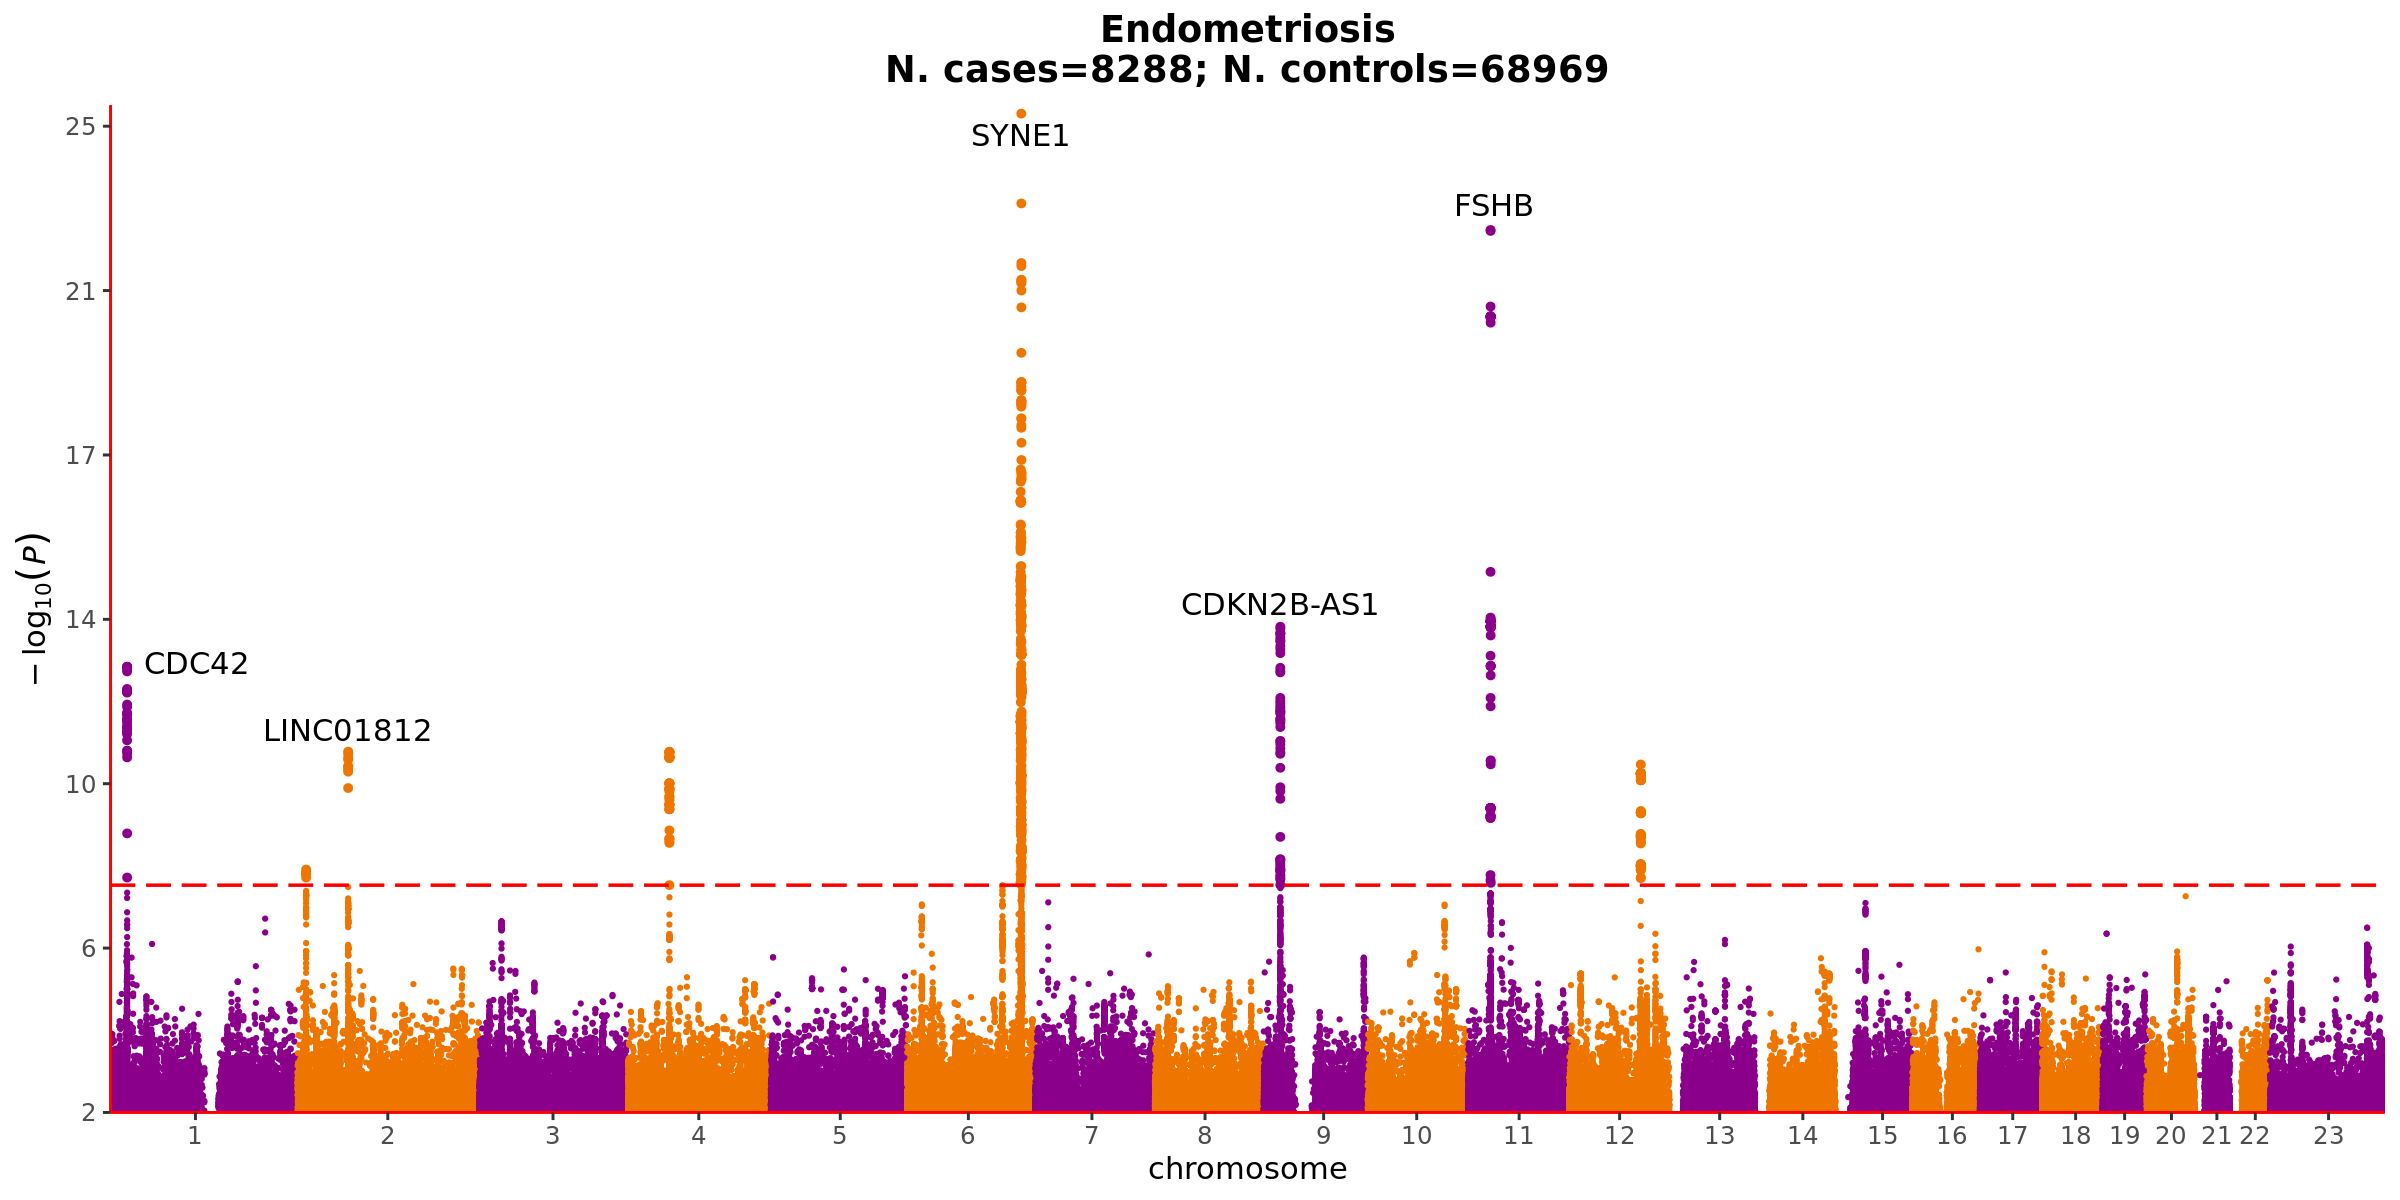 Endometriosis
N. cases=8288; N. controls=68969
25
SYNE1
FSHB
21
17
CDKN2B-AS1
14
CDC42
LINC01812
10
6
2
−log10(P)
1 2 3 4 5 6 7 8 9 10 11 12 13 14 15 16 17 18 19 20 21 22 23
chromosome